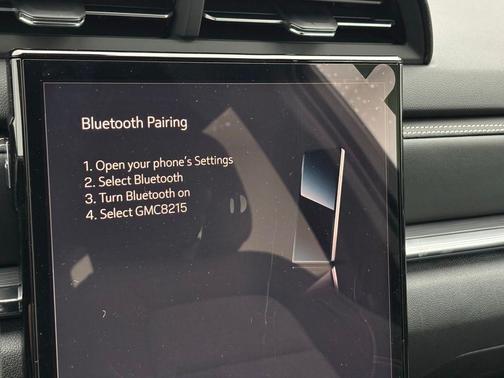 Bluetooth Pairing
1. Open your phone's Settings
2. Select Bluetooth
3. Turn Bluetooth on
4. Select GMC8215